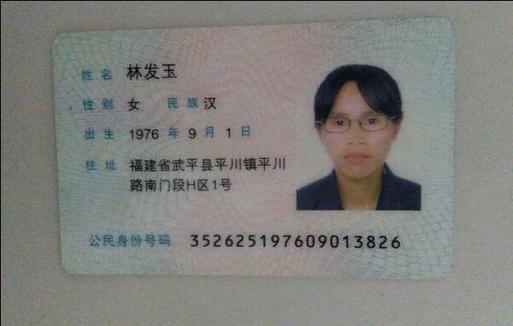 姓名 林发玉
性别 女 民族 汉
出生 1976 年 9 月 1 日
住址 福建省武平县平川镇平川
路南门段H区1号
公民身份号码 352625197609013826